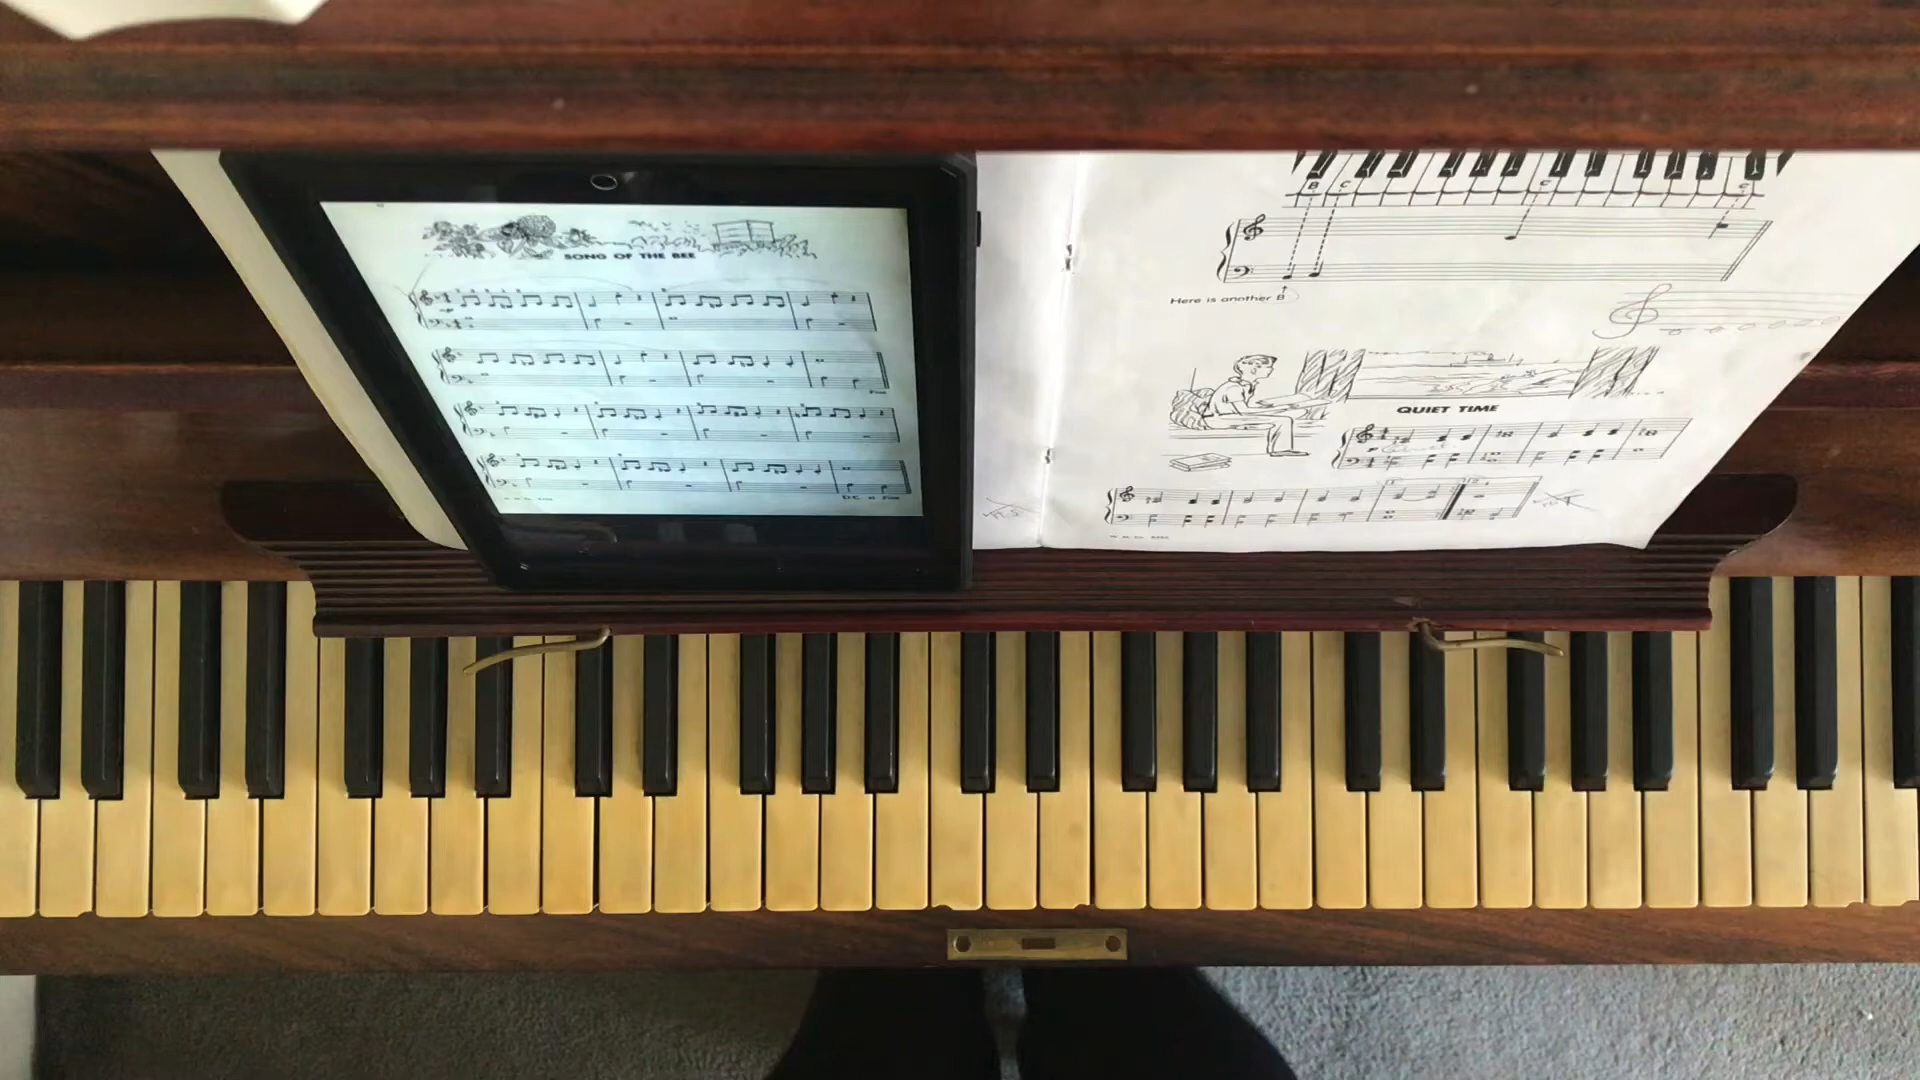 SONG OF THE BEE
Fine
D.C. al Fine
B C C C
Here is another B
QUIET TIME